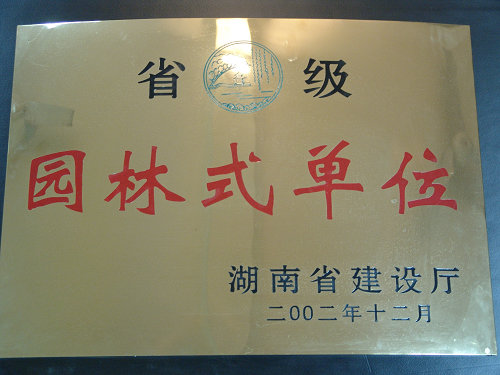 省级
园林式单位
湖南省建设厅
二00二年十二月